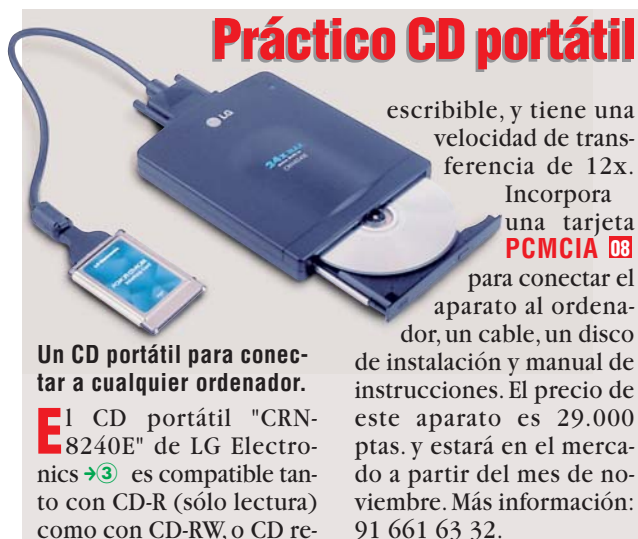 Práctico CD portátil
LG
24x MAX
Un CD portátil para conec-
tar a cualquier ordenador.
El CD portátil "CRN-
8240E" de LG Electro-
nics ➔③ es compatible tan-
to con CD-R (sólo lectura)
como con CD-RW, o CD re-
escribible, y tiene una
velocidad de trans-
ferencia de 12x.
Incorpora
una tarjeta
PCMCIA 08
para conectar el
aparato al ordena-
dor, un cable, un disco
de instalación y manual de
instrucciones. El precio de
este aparato es 29.000
ptas. y estará en el merca-
do a partir del mes de no-
viembre. Más información:
91 661 63 32.